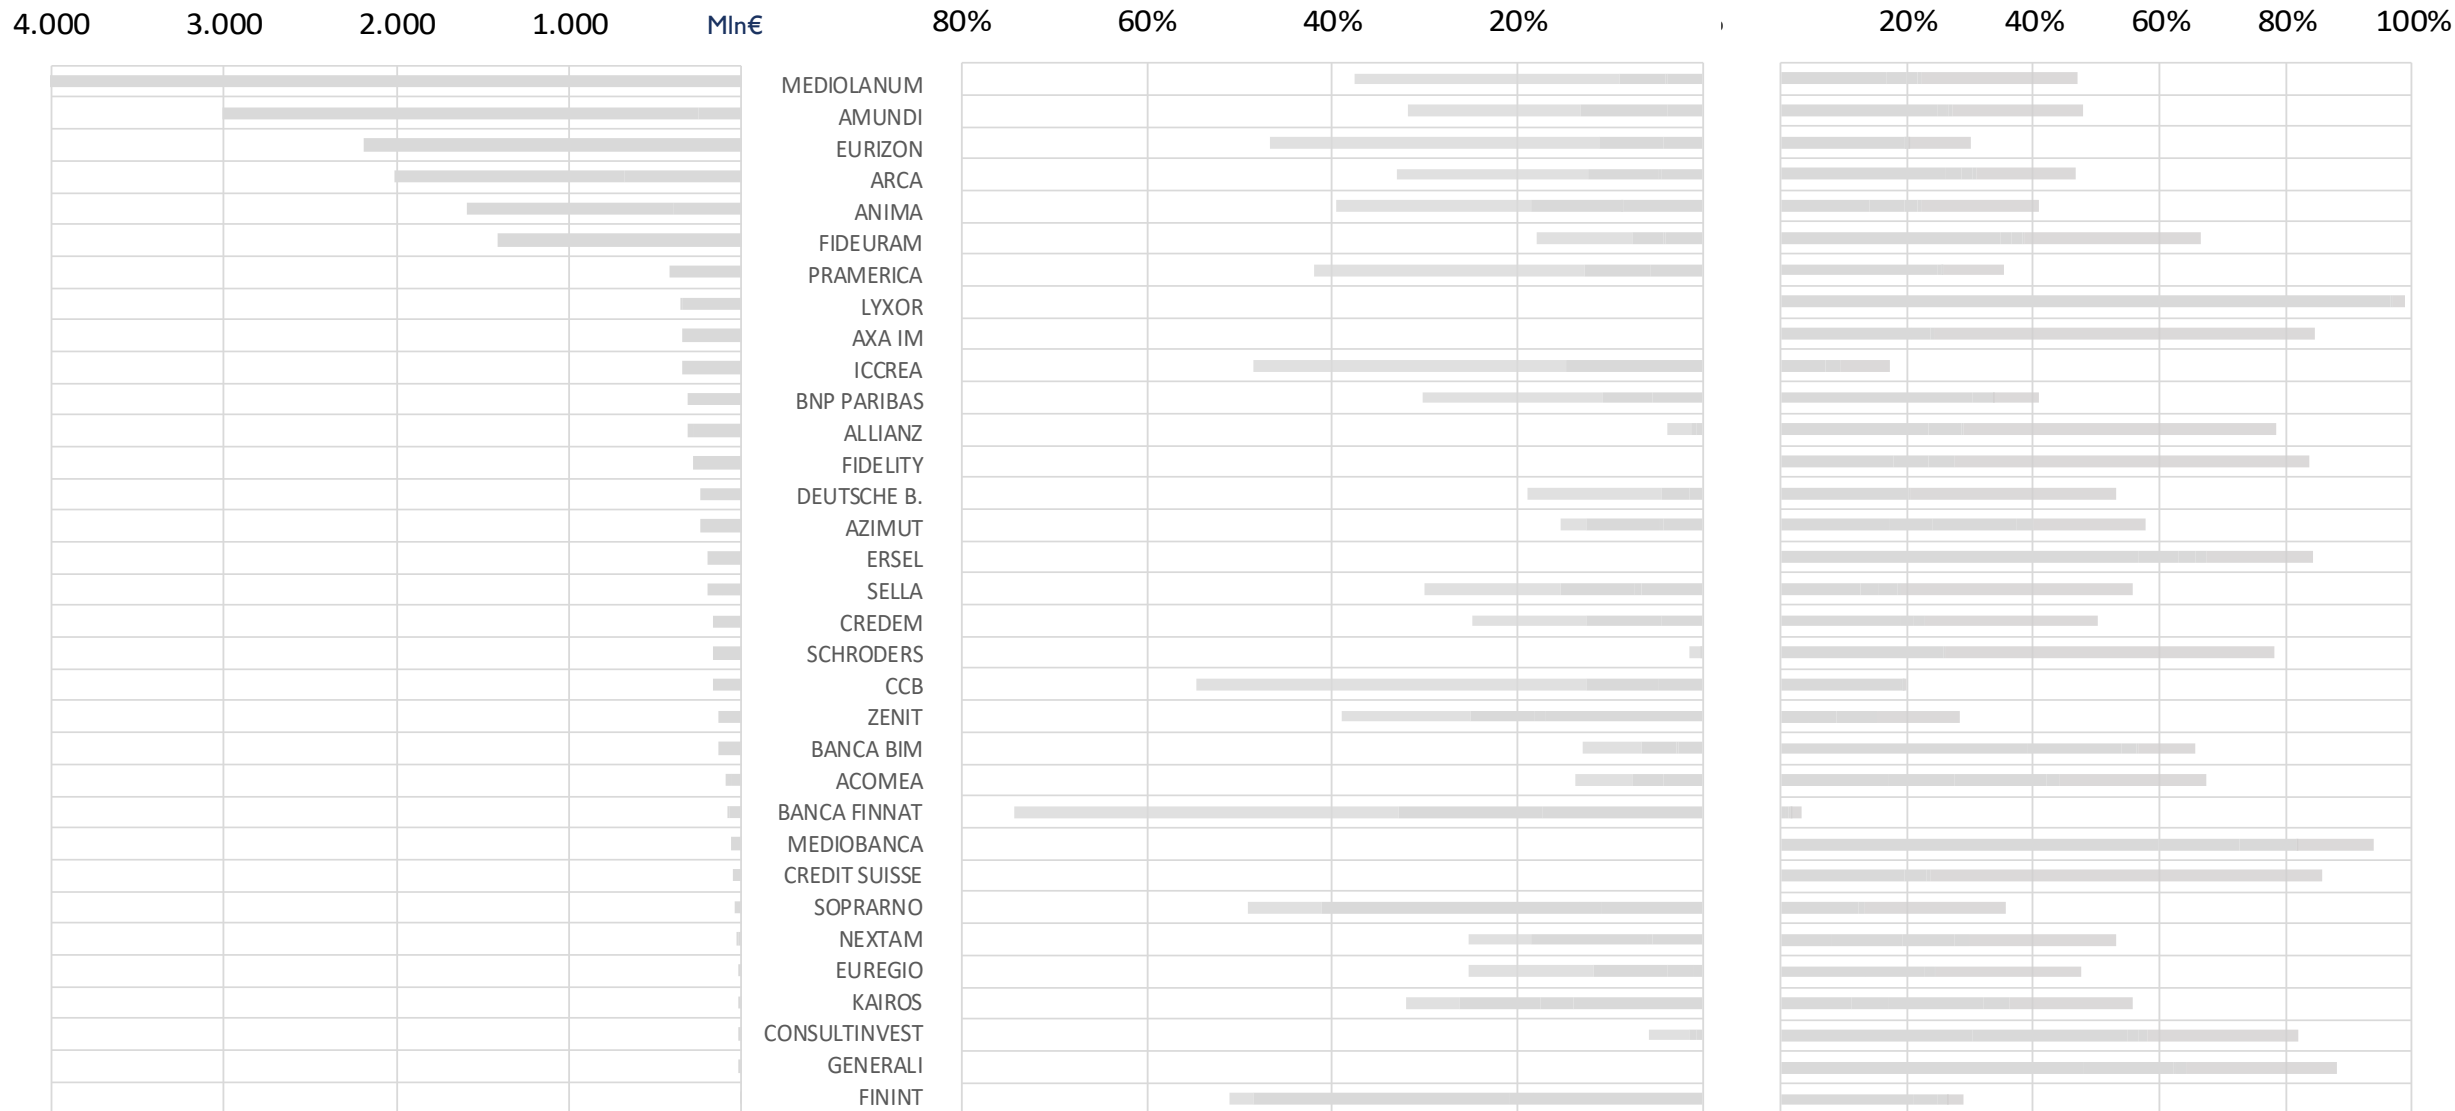 4.000 3.000 2.000 1.000 Mln€ 80% 60% 40% 20% 20% 40% 60% 80% 100%
MEDIOLANUM
AMUNDI
EURIZON
ARCA
ANIMA
FIDEURAM
PRAMERICA
LYXOR
AXA IM
ICCREA
BNP PARIBAS
ALLIANZ
FIDELITY
DEUTSCHE B.
AZIMUT
ERSEL
SELLA
CREDEM
SCHRODERS
CCB
ZENIT
BANCA BIM
ACOMEA
BANCA FINNAT
MEDIOBANCA
CREDIT SUISSE
SOPRARNO
NEXTAM
EUREGIO
KAIROS
CONSULTINVEST
GENERALI
FININT